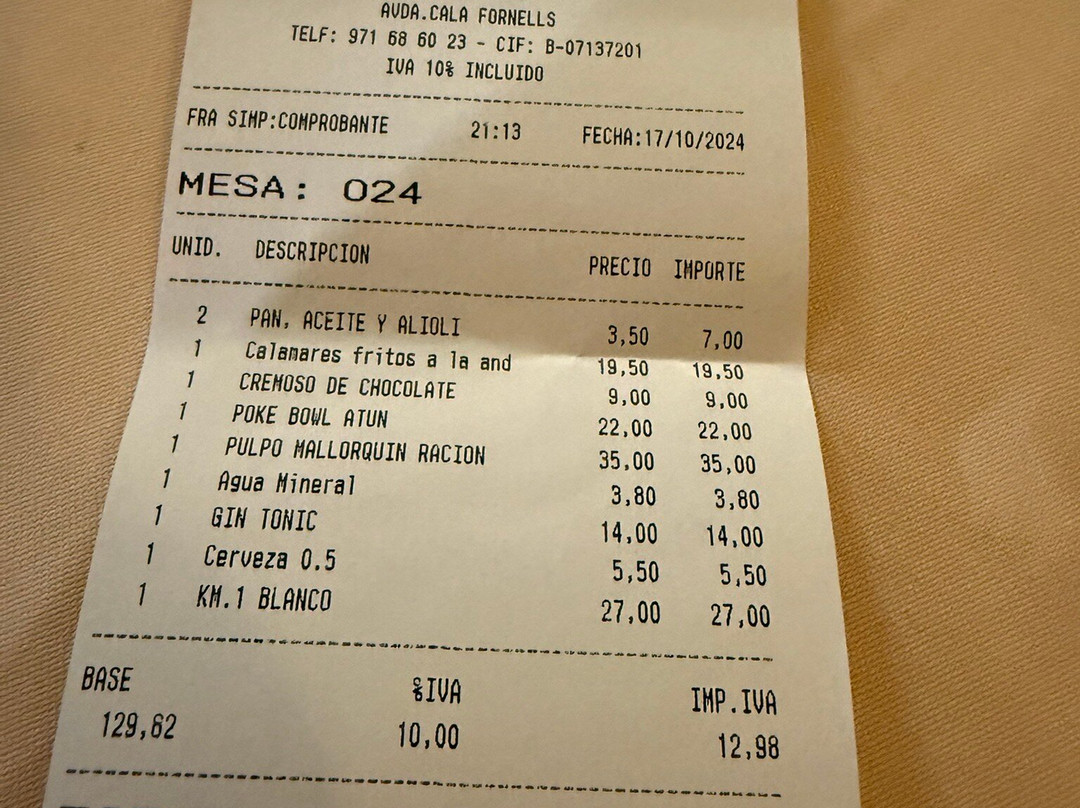 AVDA.CALA FORNELLS
TELF: 971 68 60 23 - CIF: B-07137201
IVA 10% INCLUIDO
FRA SIMP:COMPROBANTE 21:13 FECHA:17/10/2024
MESA: 024
UNID. DESCRIPCION PRECIO IMPORTE
2 PAN, ACEITE Y ALIOLI 3,50 7,00
1 Calamares fritos a la and 19,50 19,50
1 CREMOSO DE CHOCOLATE 9,00 9,00
1 POKE BOWL ATUN 22,00 22,00
1 PULPO MALLORQUIN RACION 35,00 35,00
1 Agua Mineral 3,80 3,80
1 GIN TONIC 14,00 14,00
1 Cerveza 0.5 5,50 5,50
1 KM.1 BLANCO 27,00 27,00
BASE %IVA IMP.IVA
129,82 10,00 12,98